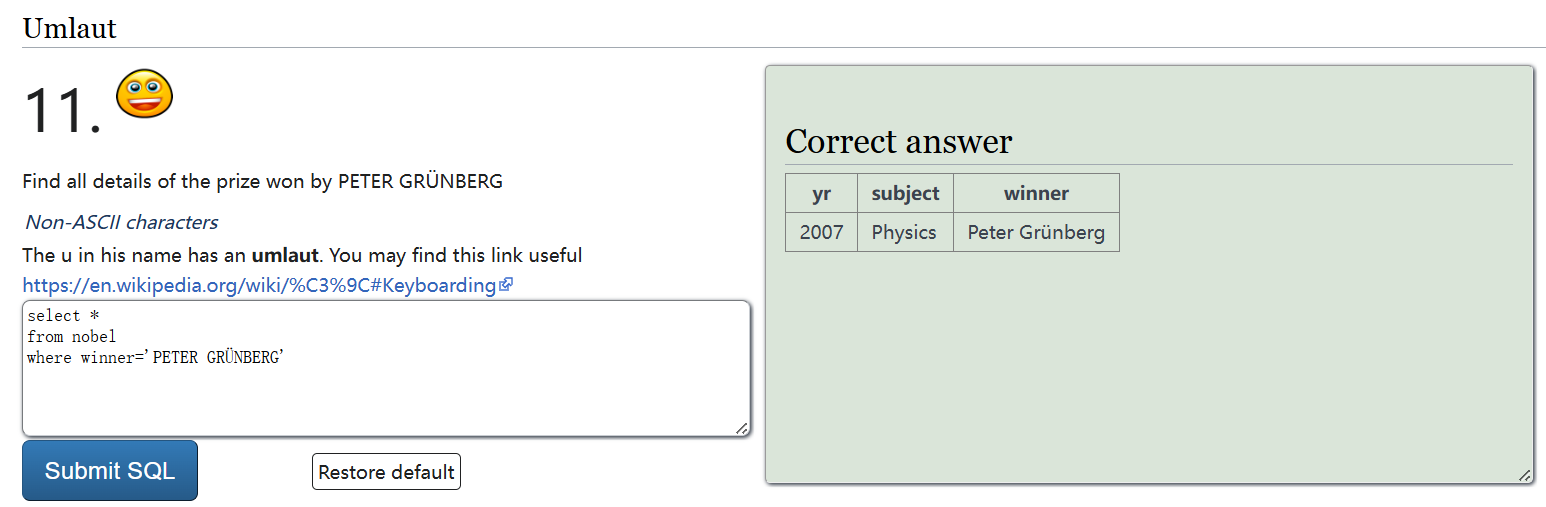 Umlaut
11.
Find all details of the prize won by PETER GRÜNBERG
Non-ASCII characters
The u in his name has an umlaut. You may find this link useful
https://en.wikipedia.org/wiki/%C3%9C#Keyboarding
select *
from nobel
where winner='PETER GRÜNBERG'
Submit SQL
Restore default
Correct answer
yr subject winner
2007 Physics Peter Grünberg